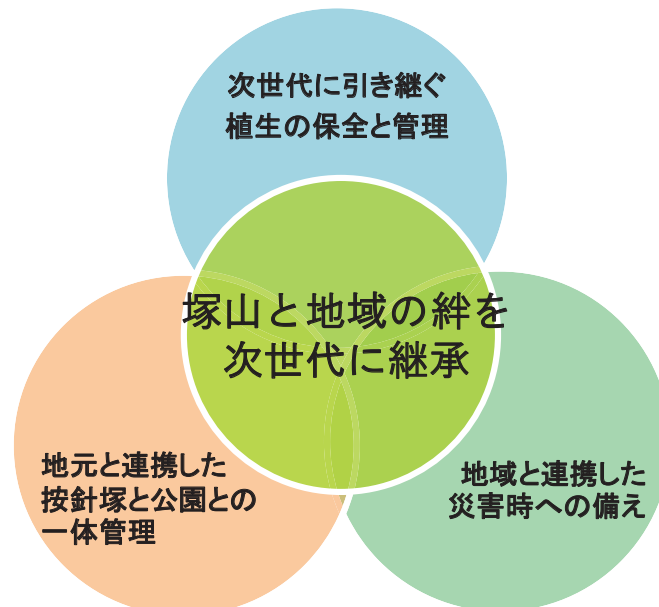 次世代に引き継ぐ
植生の保全と管理
塚山と地域の絆を
次世代に継承
地元と連携した
按針塚と公園との
一体管理
地域と連携した
災害時への備え